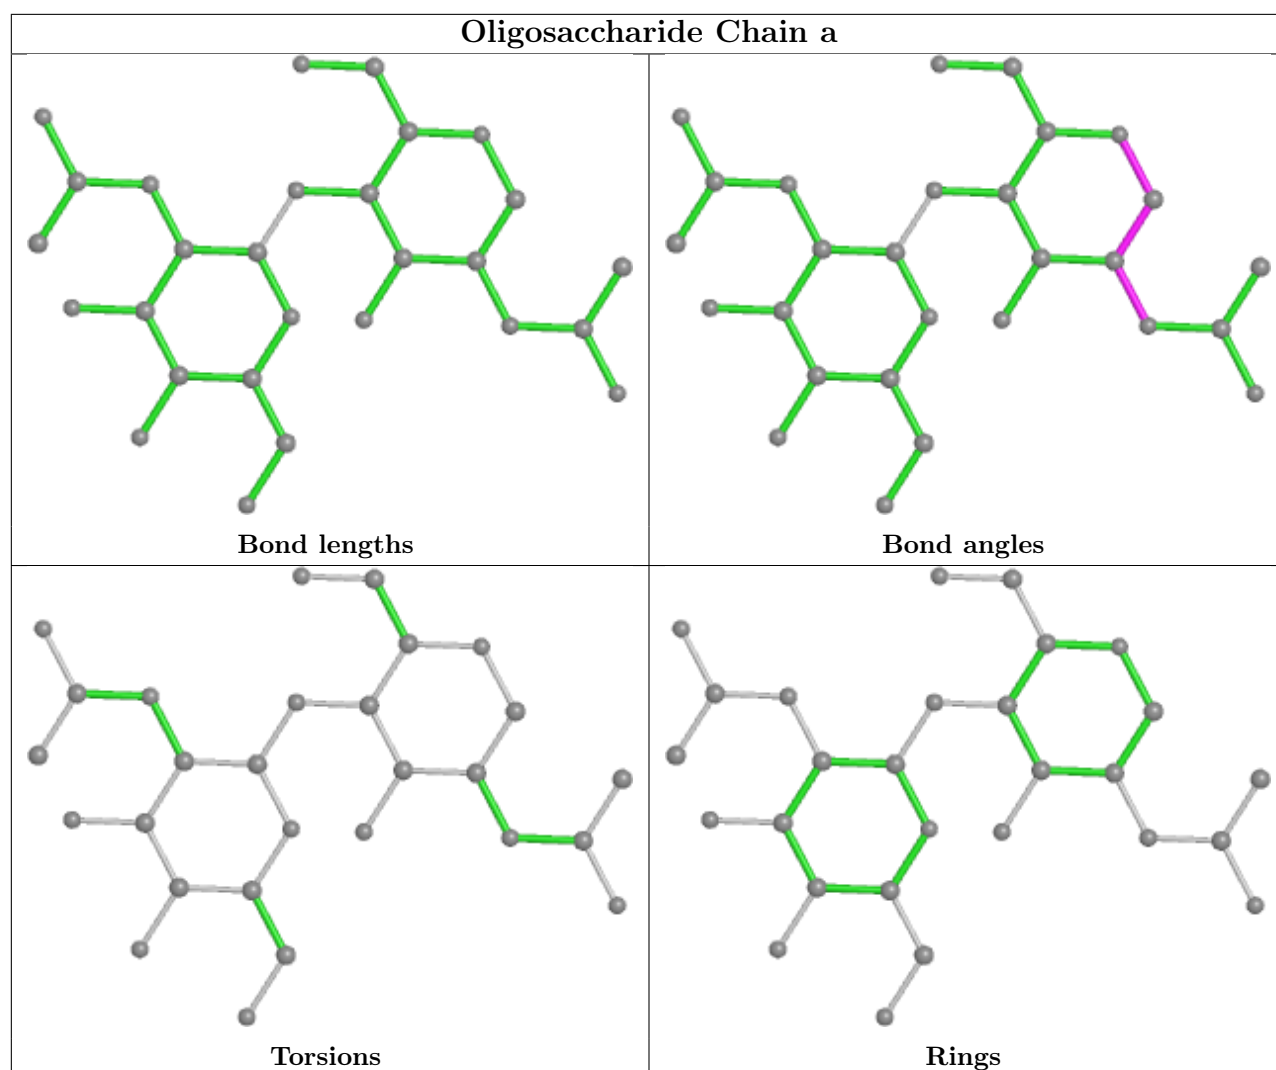 Oligosaccharide Chain a
Bond lengths
Bond angles
Torsions
Rings